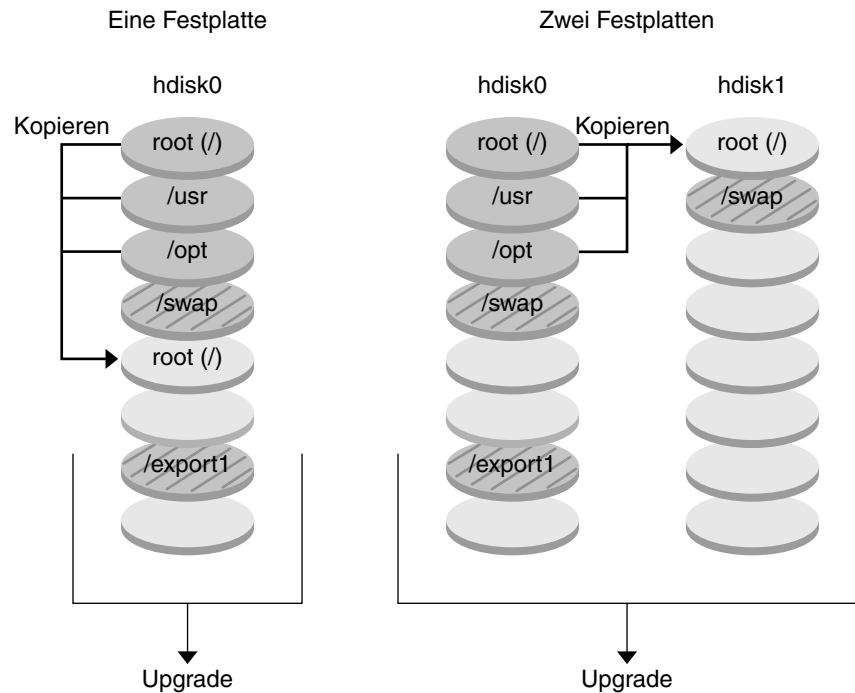 Eine Festplatte
hdisk0
Kopieren
root (/)
/usr
/opt
/swap
root (/)
/export1
Upgrade
Zwei Festplatten
hdisk0
hdisk1
root (/)
Kopieren
root (/)
/usr
/swap
/opt
/swap
/export1
Upgrade